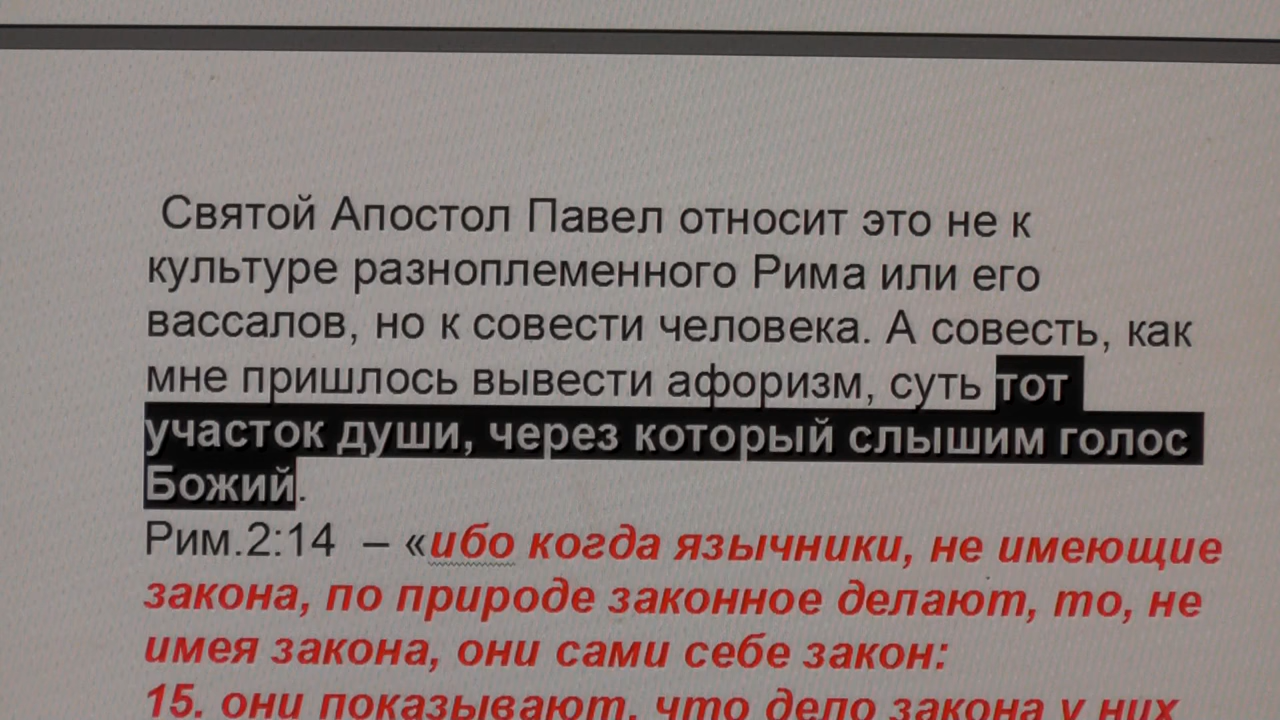 Святой Апостол Павел относит это не к
культуре разноплеменного Рима или его
вассалов, но к совести человека. А совесть, как
мне пришлось вывести афоризм, суть тот
участок души, через который слышим голос
Божий.
Рим.2:14 – «ибо когда язычники, не имеющие
закона, по природе законное делают, то, не
имея закона, они сами себе закон:
15. они показывают, что дело закона у них